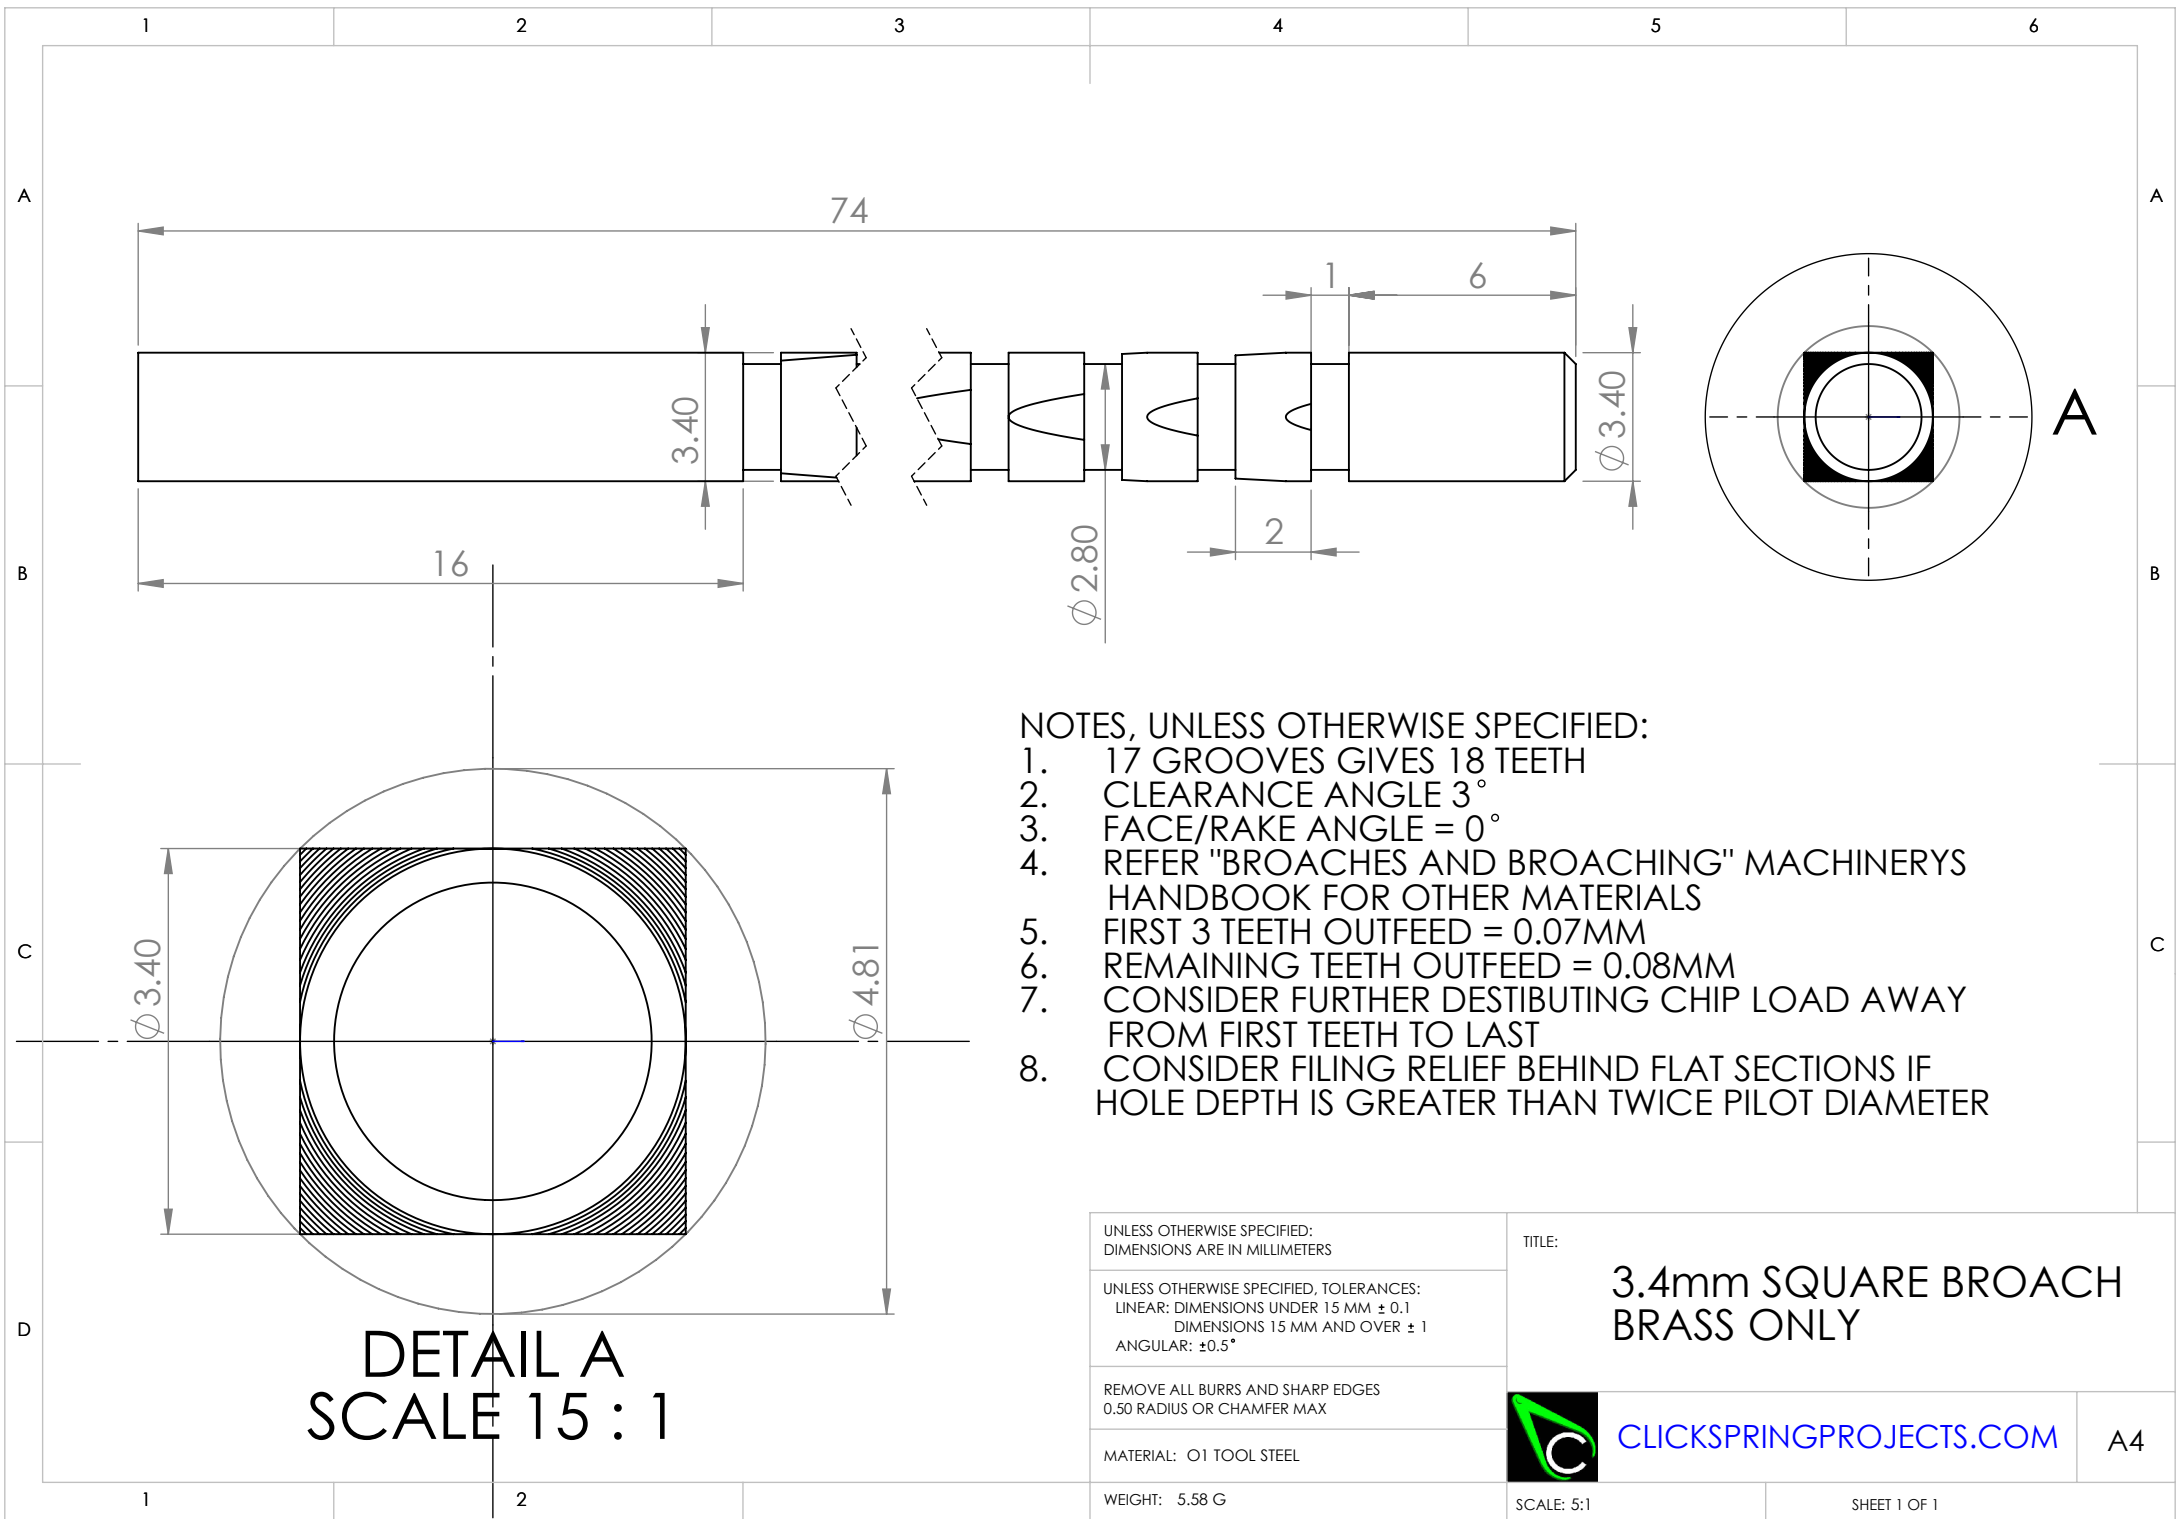 1 2 3 4 5 6
A A
74
1 6
3.40
⌀3.40
A
16
2
⌀2.80
B B
NOTES, UNLESS OTHERWISE SPECIFIED:
1. 17 GROOVES GIVES 18 TEETH
2. CLEARANCE ANGLE 3°
3. FACE/RAKE ANGLE = 0°
4. REFER "BROACHES AND BROACHING" MACHINERYS
HANDBOOK FOR OTHER MATERIALS
5. FIRST 3 TEETH OUTFEED = 0.07MM
6. REMAINING TEETH OUTFEED = 0.08MM
7. CONSIDER FURTHER DESTIBUTING CHIP LOAD AWAY
FROM FIRST TEETH TO LAST
8. CONSIDER FILING RELIEF BEHIND FLAT SECTIONS IF
HOLE DEPTH IS GREATER THAN TWICE PILOT DIAMETER
C C
⌀3.40
⌀4.81
D
DETAIL A
SCALE 15 : 1
UNLESS OTHERWISE SPECIFIED:
DIMENSIONS ARE IN MILLIMETERS
UNLESS OTHERWISE SPECIFIED, TOLERANCES:
LINEAR: DIMENSIONS UNDER 15 MM ± 0.1
DIMENSIONS 15 MM AND OVER ± 1
ANGULAR: ±0.5°
REMOVE ALL BURRS AND SHARP EDGES
0.50 RADIUS OR CHAMFER MAX
MATERIAL: O1 TOOL STEEL
WEIGHT: 5.58 G
TITLE:
3.4mm SQUARE BROACH
BRASS ONLY
C
CLICKSPRINGPROJECTS.COM
A4
SCALE: 5:1
SHEET 1 OF 1
1 2